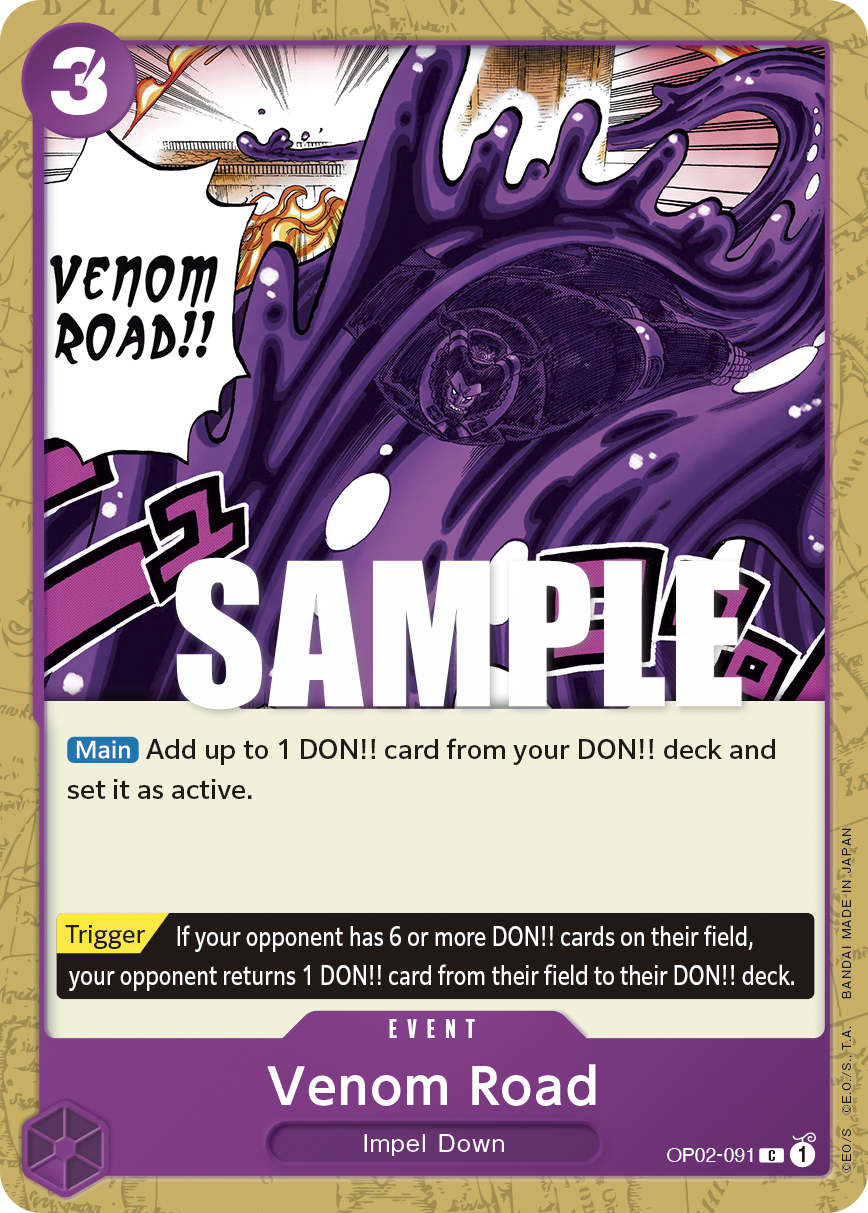 3
VENOM
ROAD!!
SAMPLE
Main Add up to 1 DON!! card from your DON!! deck and
set it as active.
Trigger If your opponent has 6 or more DON!! cards on their field,
your opponent returns 1 DON!! card from their field to their DON!! deck.
EVENT
Venom Road
Impel Down
OP02-091 C 1
©EO/S ©E.O./S., T.A. BANDAI MADE IN JAPAN